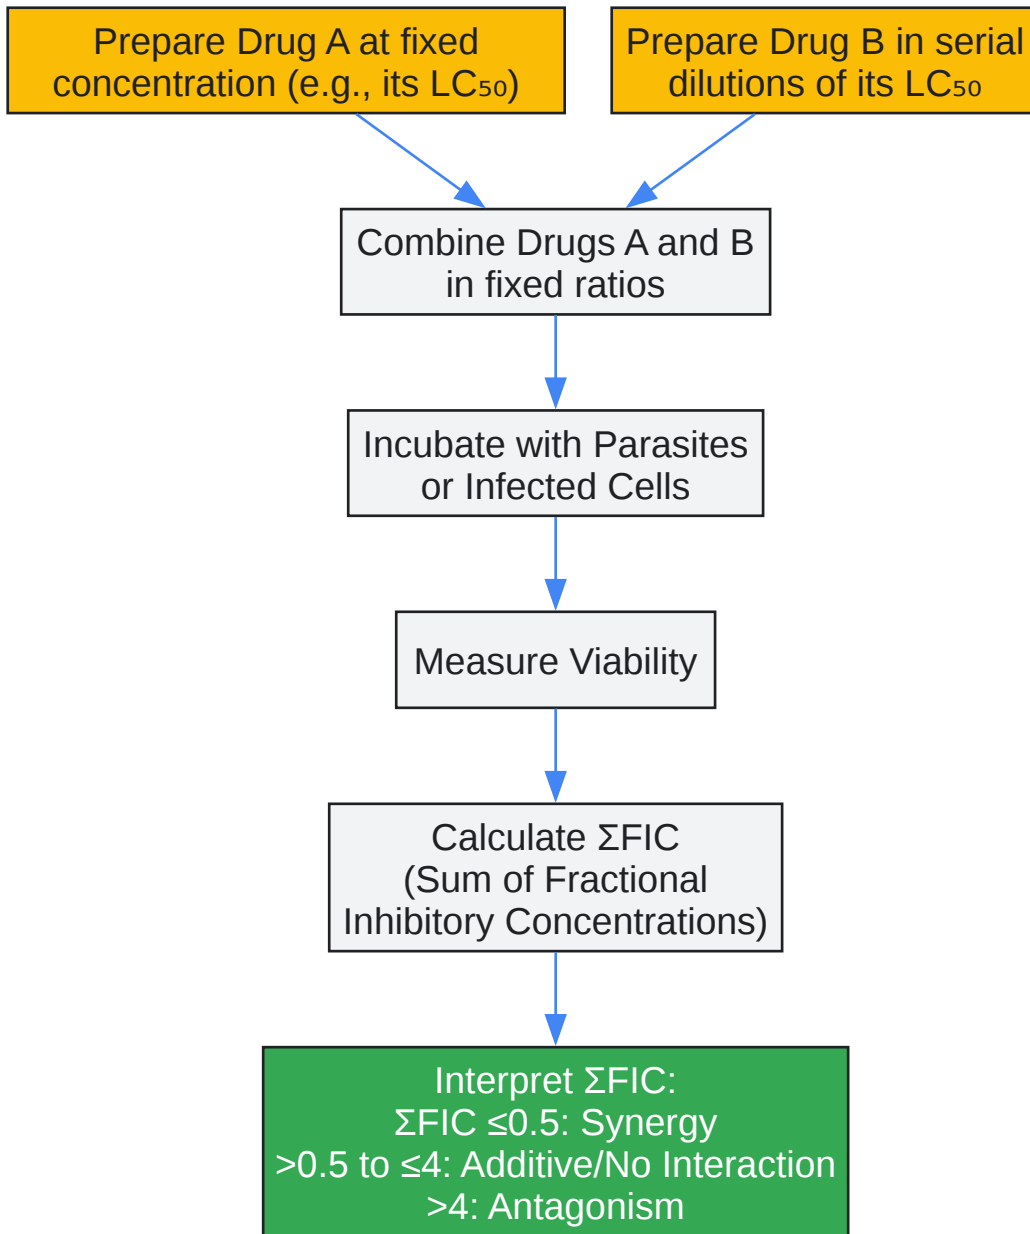 Prepare Drug A at fixed
concentration (e.g., its LC₅₀)
Prepare Drug B in serial
dilutions of its LC₅₀
Combine Drugs A and B
in fixed ratios
Incubate with Parasites
or Infected Cells
Measure Viability
Calculate ΣFIC
(Sum of Fractional
Inhibitory Concentrations)
Interpret ΣFIC:
ΣFIC ≤0.5: Synergy
>0.5 to ≤4: Additive/No Interaction
>4: Antagonism